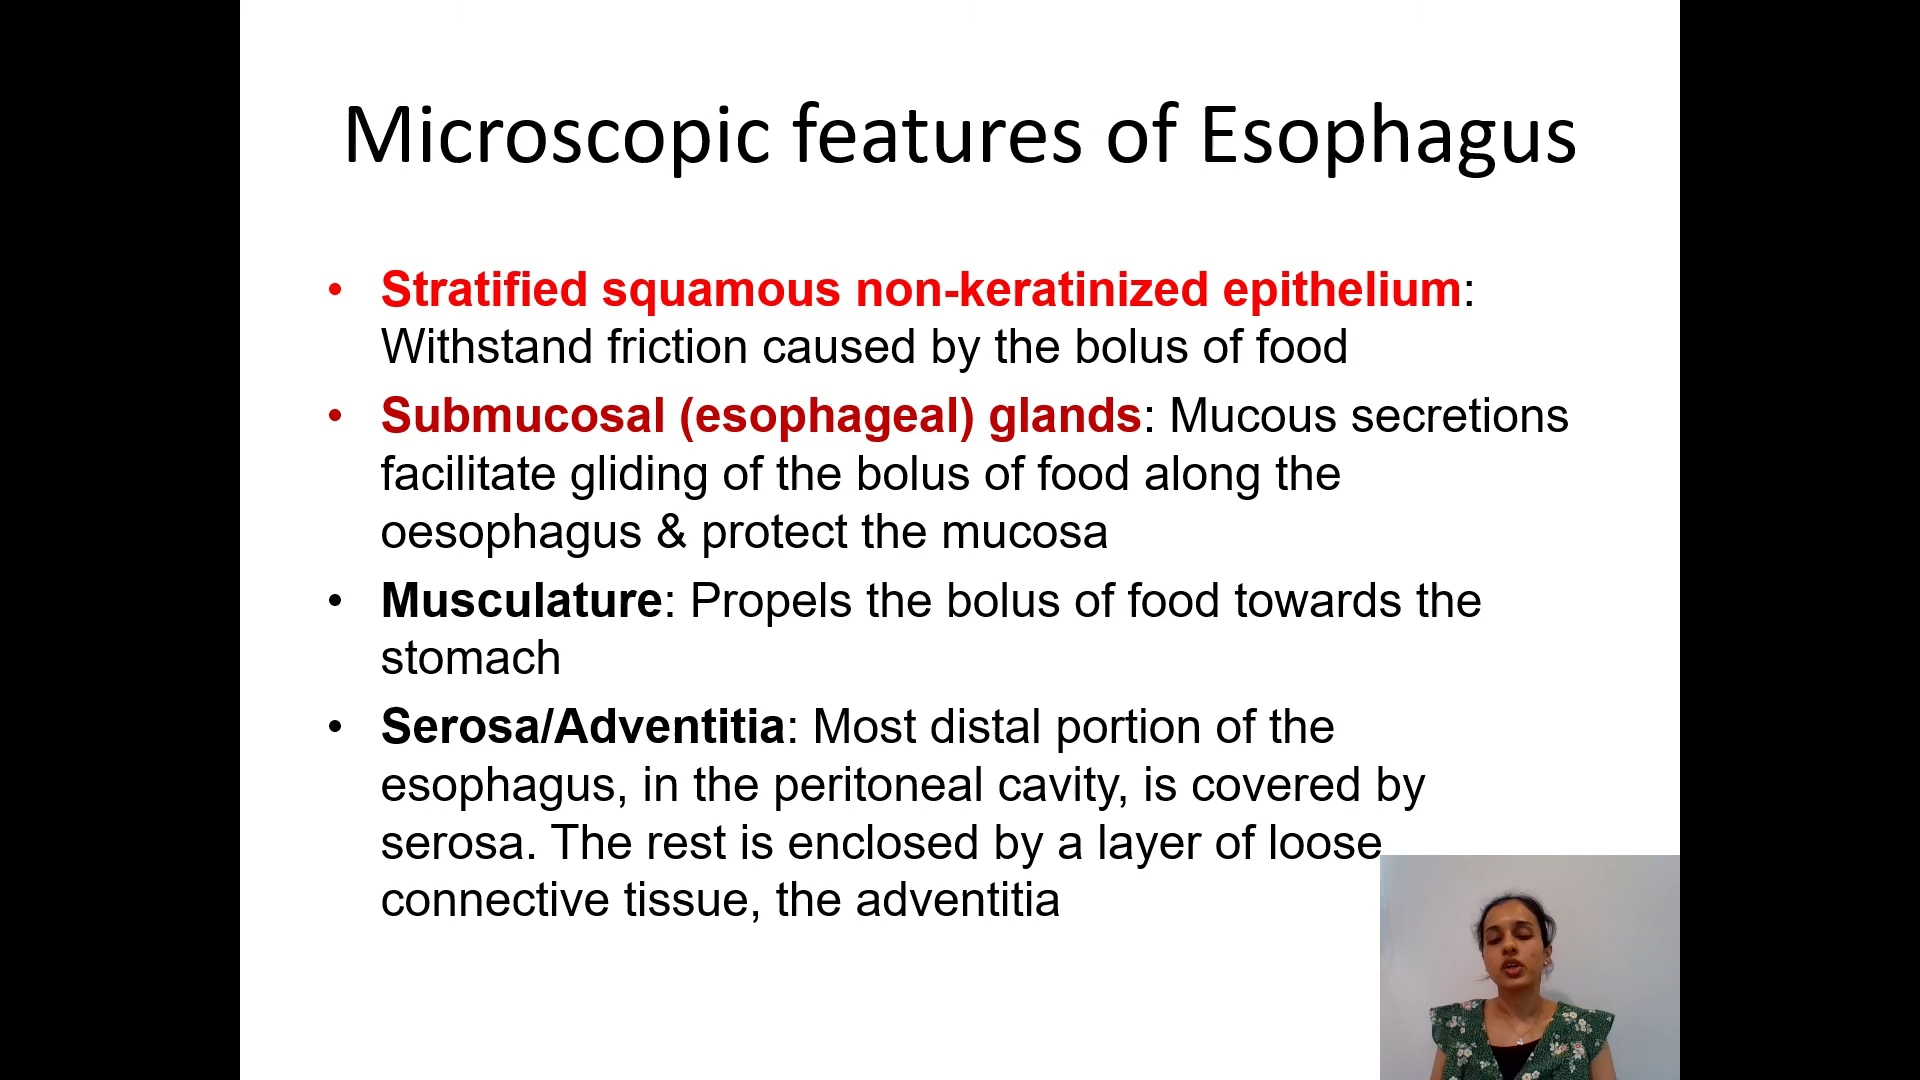 Microscopic features of Esophagus
• Stratified squamous non-keratinized epithelium:
Withstand friction caused by the bolus of food
• Submucosal (esophageal) glands: Mucous secretions
facilitate gliding of the bolus of food along the
oesophagus & protect the mucosa
• Musculature: Propels the bolus of food towards the
stomach
• Serosa/Adventitia: Most distal portion of the
esophagus, in the peritoneal cavity, is covered by
serosa. The rest is enclosed by a layer of loose
connective tissue, the adventitia